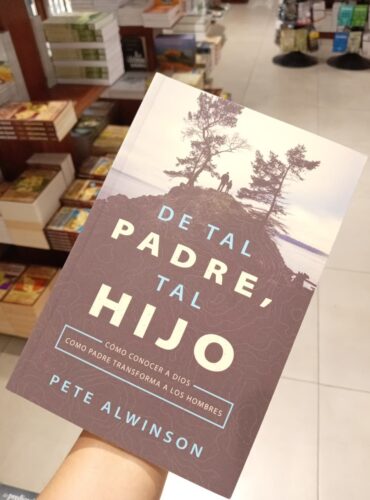 DE TAL
PADRE,
TAL
HIJO
CÓMO CONOCER A DIOS
COMO PADRE TRANSFORMA A LOS HOMBRES
PETE ALWINSON